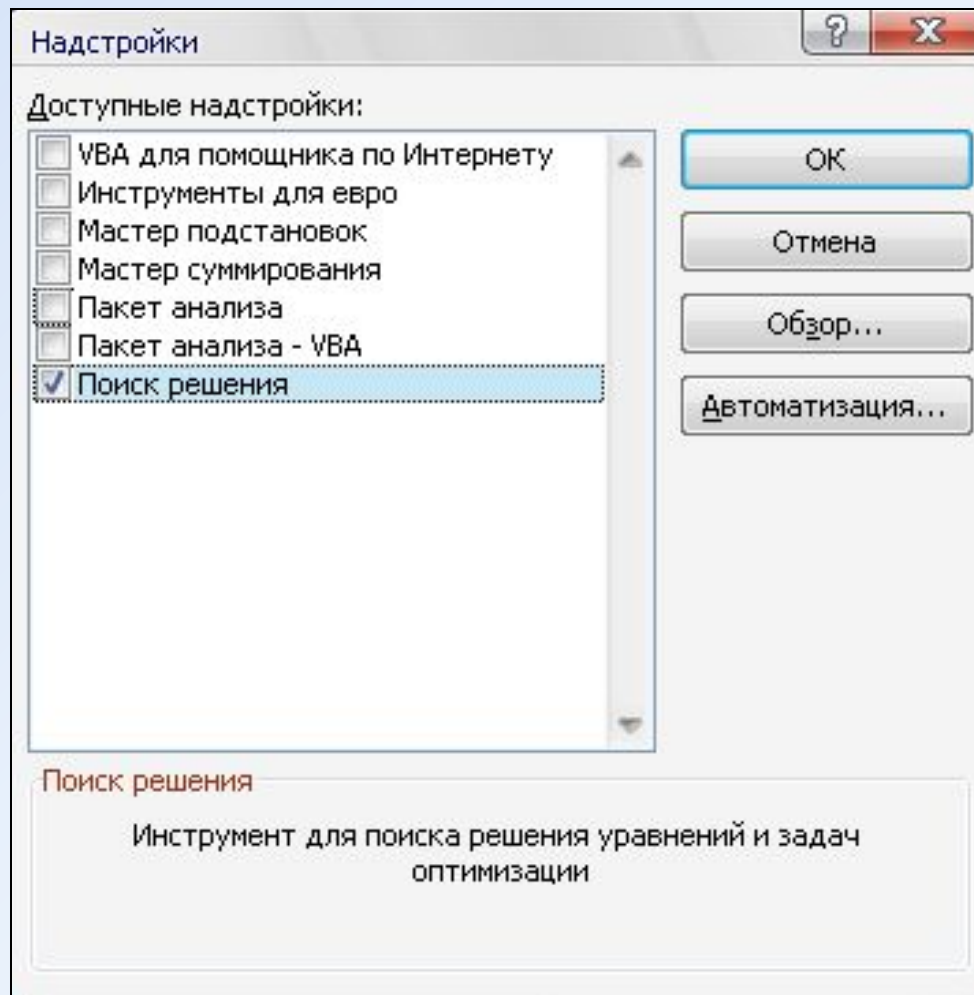 Надстройки
Доступные надстройки:
VBA для помощника по Интернету
Инструменты для евро
Мастер подстановок
Мастер суммирования
Пакет анализа
Пакет анализа - VBA
Поиск решения
ОК
Отмена
Обзор...
Автоматизация...
Поиск решения
Инструмент для поиска решения уравнений и задач
оптимизации